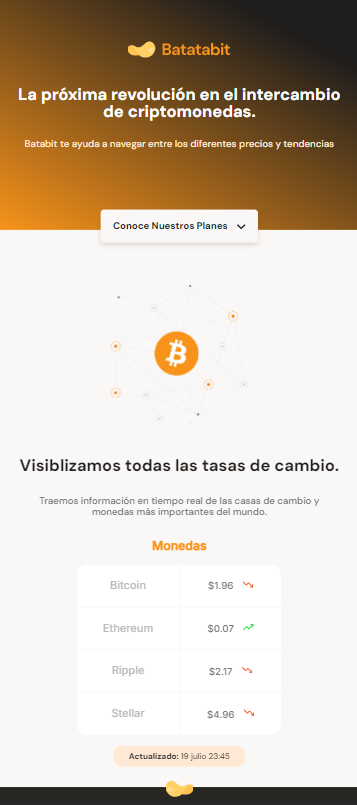 Batatabit
La próxima revolución en el intercambio
de criptomonedas.
Batabit te ayuda a navegar entre los diferentes precios y tendencias
Conoce Nuestros Planes
Visiblizamos todas las tasas de cambio.
Traemos información en tiempo real de las casas de cambio y
monedas más importantes del mundo.
Monedas
Bitcoin $1.96
Ethereum $0.07
Ripple $2.17
Stellar $4.96
Actualizado: 19 julio 23:45